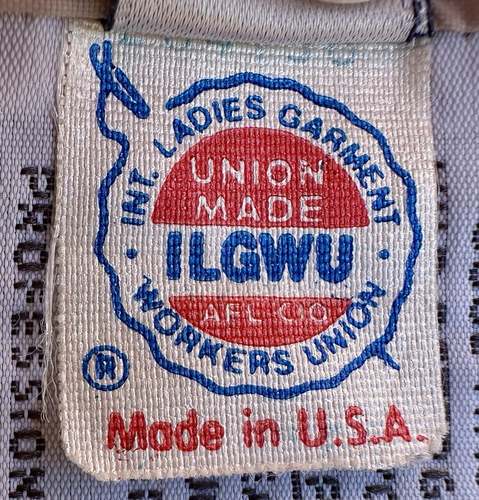 INT. LADIES GARMENT
UNION
MADE
ILGWU
AFL CIO
WORKERS UNION
®
Made in U.S.A.